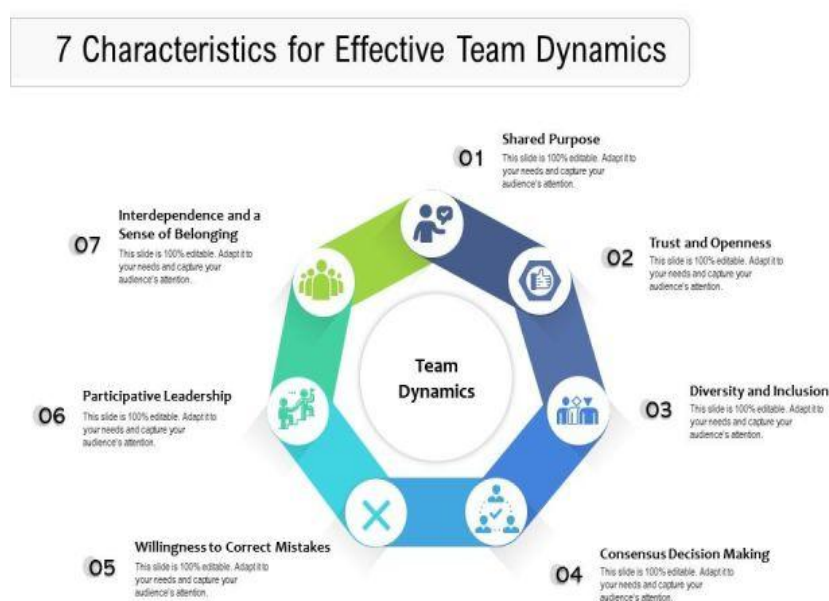 7 Characteristics for Effective Team Dynamics
01
Shared Purpose
This slide is 100% editable. Adapt it to
your needs and capture your
audience's attention.
02
Trust and Openness
This slide is 100% editable. Adapt it to
your needs and capture your
audience's attention.
03
Diversity and Inclusion
This slide is 100% editable. Adapt it to
your needs and capture your
audience's attention.
04
Consensus Decision Making
This slide is 100% editable. Adapt it to
your needs and capture your
audience's attention.
05
Willingness to Correct Mistakes
This slide is 100% editable. Adapt it to
your needs and capture your
audience's attention.
06
Participative Leadership
This slide is 100% editable. Adapt it to
your needs and capture your
audience's attention.
07
Interdependence and a
Sense of Belonging
This slide is 100% editable. Adapt it to
your needs and capture your
audience's attention.
Team
Dynamics